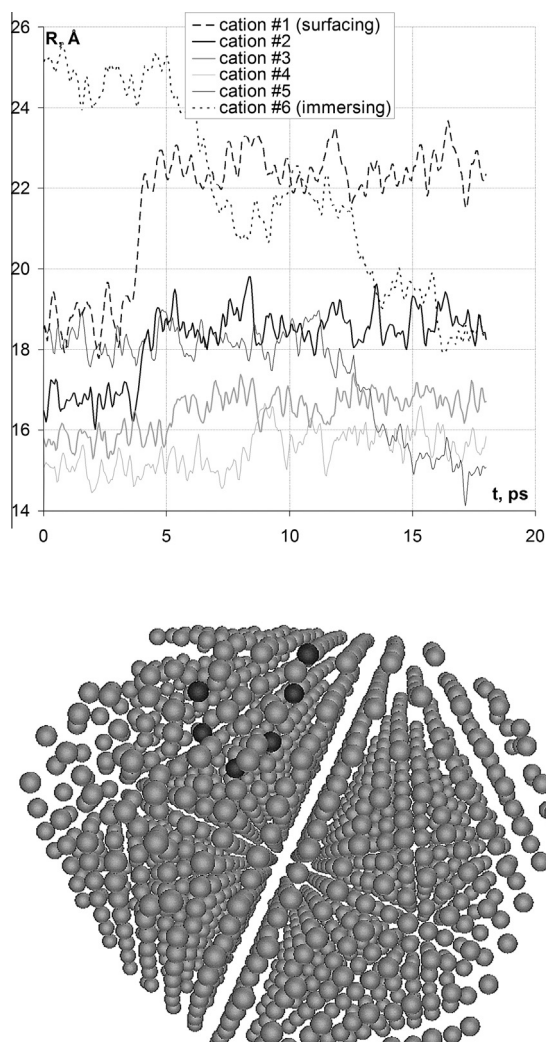 26
R, Å
cation #1 (surfacing)
cation #2
cation #3
cation #4
cation #5
cation #6 (immersing)
24
22
20
18
16
14
t, ps
0
5
10
15
20